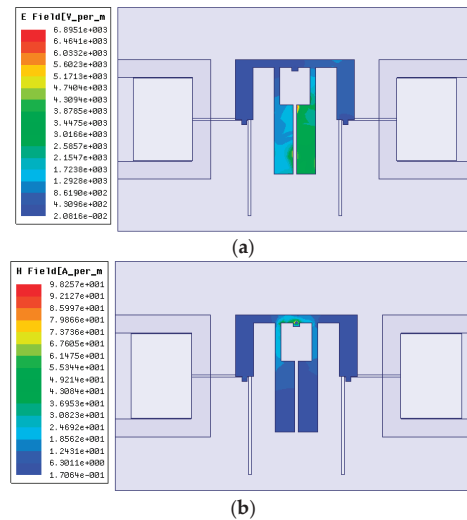 E Field[V_per_m
6.8951e+003
6.4641e+003
6.0332e+003
5.6023e+003
5.1713e+003
4.7404e+003
4.3094e+003
3.8785e+003
3.4475e+003
3.0166e+003
2.5857e+003
2.1547e+003
1.7238e+003
1.2928e+003
8.6190e+002
4.3096e+002
2.0816e-002
(a)
H Field[A_per_m
9.8257e+001
9.2127e+001
8.5997e+001
7.9866e+001
7.3736e+001
6.7605e+001
6.1475e+001
5.5344e+001
4.9214e+001
4.3084e+001
3.6953e+001
3.0823e+001
2.4692e+001
1.8562e+001
1.2431e+001
6.3011e+000
1.7064e-001
(b)